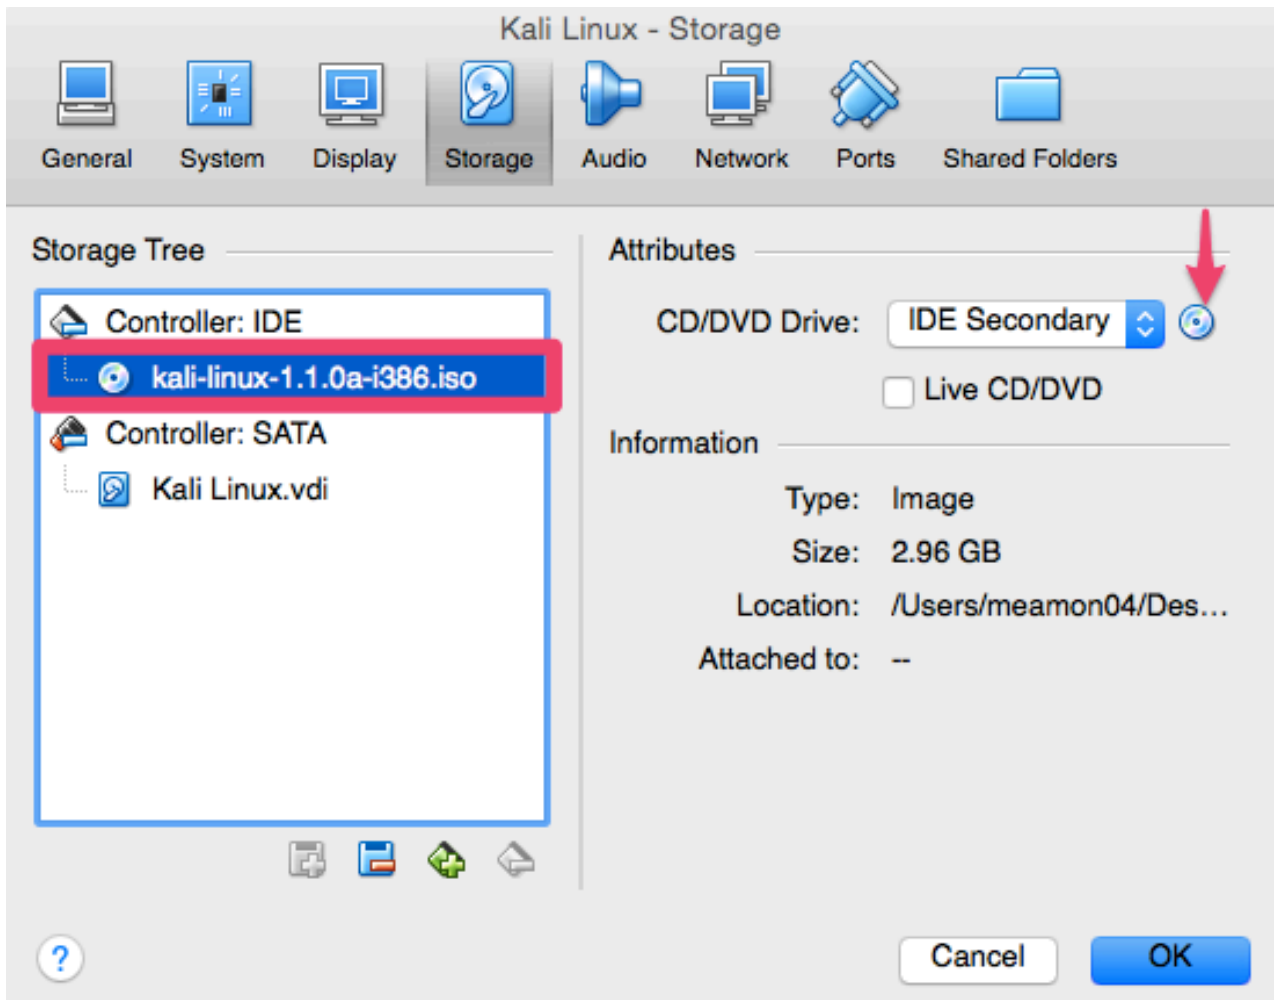 Kali Linux - Storage
General System Display Storage Audio Network Ports Shared Folders
Storage Tree
Controller: IDE
kali-linux-1.1.0a-i386.iso
Controller: SATA
Kali Linux.vdi
Attributes
CD/DVD Drive: IDE Secondary
Live CD/DVD
Information
Type: Image
Size: 2.96 GB
Location: /Users/meamon04/Des...
Attached to: --
? Cancel OK